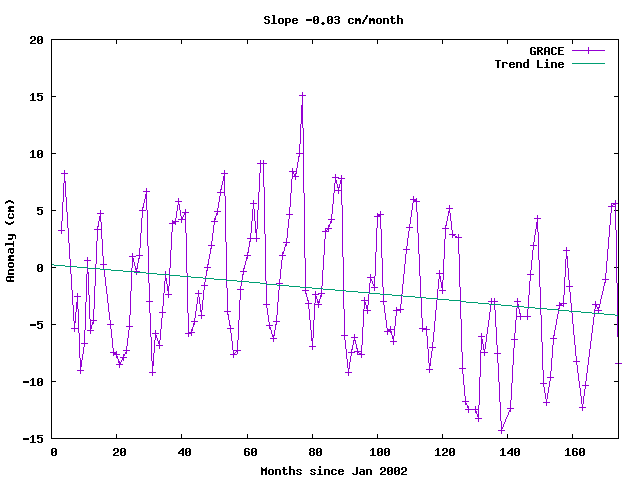 Slope -0.03 cm/month
GRACE
Trend Line
Anomaly (cm)
20
15
10
5
0
-5
-10
-15
0 20 40 60 80 100 120 140 160
Months since Jan 2002